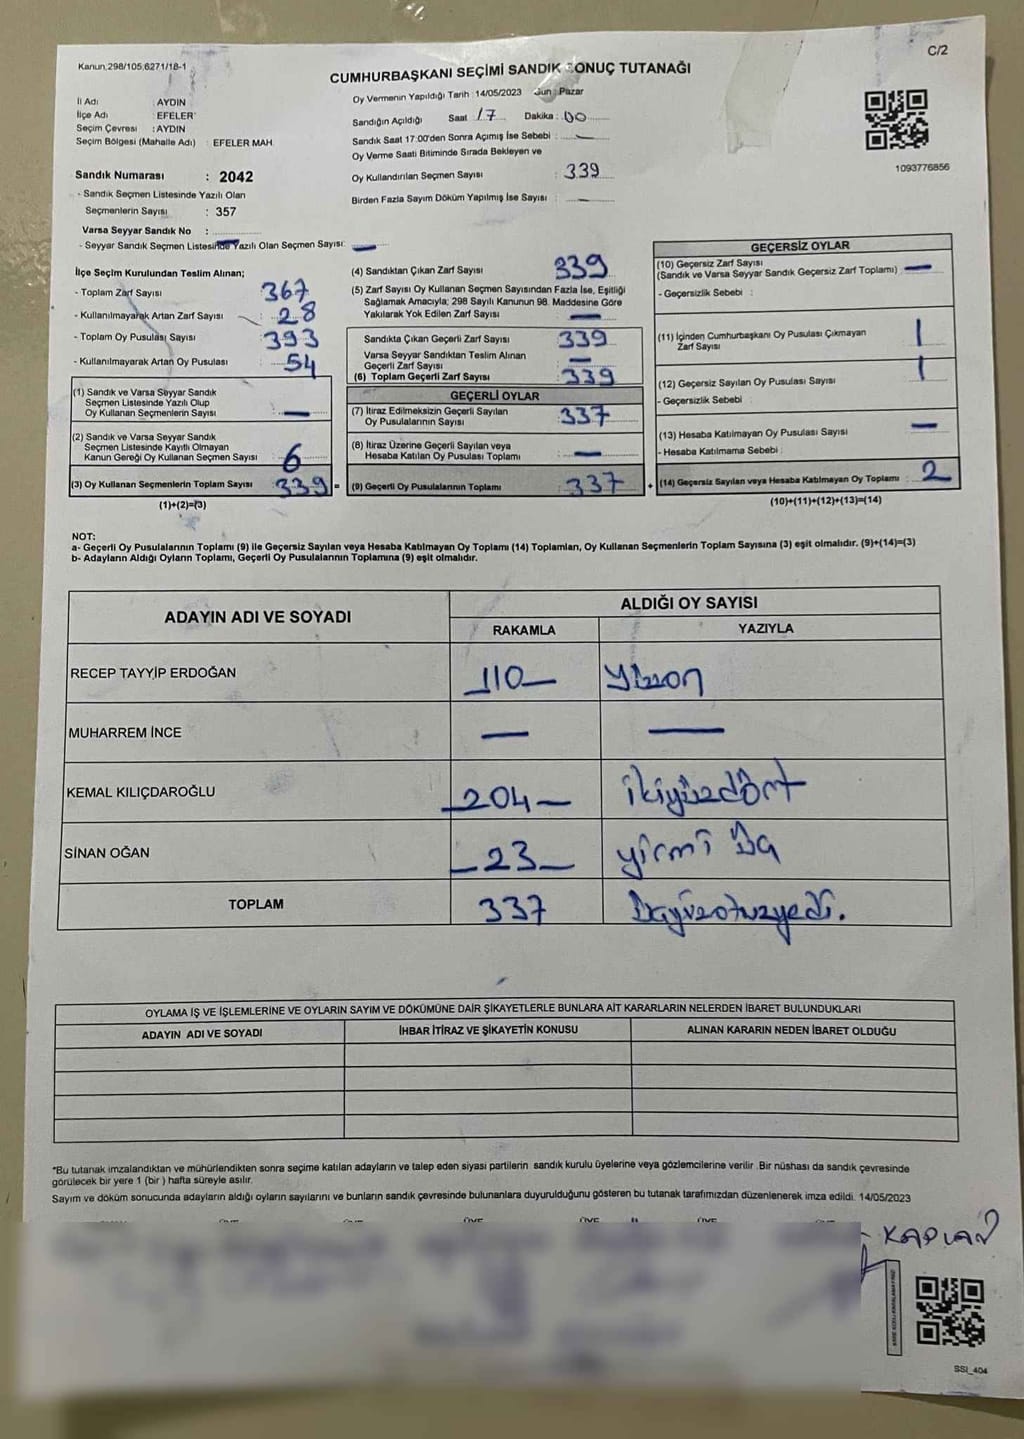 Kanun;298/105,6271/18-1
C/2
CUMHURBAŞKANI SEÇİMİ SANDIK SONUÇ TUTANAĞI
İl Adı : AYDIN
İlçe Adı : EFELER
Seçim Çevresi : AYDIN
Seçim Bölgesi (Mahalle Adı) : EFELER MAH.
Oy Vermenin Yapıldığı Tarih : 14/05/2023 Gün : Pazar
Sandığın Açıldığı Saat 17 Dakika : 00
Sandık Saat 17:00'den Sonra Açımış İse Sebebi : —
Oy Verme Saati Bitiminde Sırada Bekleyen ve
Oy Kullandırılan Seçmen Sayısı : 339
Birden Fazla Sayım Döküm Yapılmış İse Sayısı : —
1093776856
Sandık Numarası : 2042
- Sandık Seçmen Listesinde Yazılı Olan
Seçmenlerin Sayısı : 357
Varsa Seyyar Sandık No :
- Seyyar Sandık Seçmen Listesinde Yazılı Olan Seçmen Sayısı: —
İlçe Seçim Kurulundan Teslim Alınan;
- Toplam Zarf Sayısı 367
- Kullanılmayarak Artan Zarf Sayısı : 28
- Toplam Oy Pusulası Sayısı : 393
- Kullanılmayarak Artan Oy Pusulası 54
(1) Sandık ve Varsa Seyyar Sandık
Seçmen Listesinde Yazılı Olup
Oy Kullanan Seçmenlerin Sayısı : —
(2) Sandık ve Varsa Seyyar Sandık
Seçmen Listesinde Kayıtlı Olmayan
Kanun Gereği Oy Kullanan Seçmen Sayısı 6
(3) Oy Kullanan Seçmenlerin Toplam Sayısı : 339 =
(1)+(2)=(3)
(4) Sandıktan Çıkan Zarf Sayısı 339
(5) Zarf Sayısı Oy Kullanan Seçmen Sayısından Fazla İse, Eşitliği
Sağlamak Amacıyla; 298 Sayılı Kanunun 98. Maddesine Göre
Yakılarak Yok Edilen Zarf Sayısı : —
Sandıkta Çıkan Geçerli Zarf Sayısı : 339
Varsa Seyyar Sandıktan Teslim Alınan
Geçerli Zarf Sayısı —
(6) Toplam Geçerli Zarf Sayısı : 339
GEÇERLİ OYLAR
(7) İtiraz Edilmeksizin Geçerli Sayılan
Oy Pusulalarının Sayısı : 337
(8) İtiraz Üzerine Geçerli Sayılan veya
Hesaba Katılan Oy Pusulası Toplamı : —
(9) Geçerli Oy Pusulalarının Toplamı : 337 +
GEÇERSİZ OYLAR
(10) Geçersiz Zarf Sayısı : —
(Sandık ve Varsa Seyyar Sandık Geçersiz Zarf Toplamı)
- Geçersizlik Sebebi :
(11) İçinden Cumhurbaşkanı Oy Pusulası Çıkmayan
Zarf Sayısı 1
(12) Geçersiz Sayılan Oy Pusulası Sayısı : 1
- Geçersizlik Sebebi
(13) Hesaba Katılmayan Oy Pusulası Sayısı : —
- Hesaba Katılmama Sebebi :
(14) Geçersiz Sayılan veya Hesaba Katılmayan Oy Toplamı : 2
(10)+(11)+(12)+(13)=(14)
NOT:
a- Geçerli Oy Pusulalarının Toplamı (9) ile Geçersiz Sayılan veya Hesaba Katılmayan Oy Toplamı (14) Toplamları, Oy Kullanan Seçmenlerin Toplam Sayısına (3) eşit olmalıdır. (9)+(14)=(3)
b- Adayların Aldığı Oyların Toplamı, Geçerli Oy Pusulalarının Toplamına (9) eşit olmalıdır.
ADAYIN ADI VE SOYADI ALDIĞI OY SAYISI
RAKAMLA YAZIYLA
RECEP TAYYİP ERDOĞAN 110 Yüzon
MUHARREM İNCE — —
KEMAL KILIÇDAROĞLU 204 ikiyüzdört
SİNAN OĞAN 23 yirmi üç
TOPLAM 337 üçyüzotuzyedi.
OYLAMA İŞ VE İŞLEMLERİNE VE OYLARIN SAYIM VE DÖKÜMÜNE DAİR ŞİKAYETLERLE BUNLARA AİT KARARLARIN NELERDEN İBARET BULUNDUKLARI
ADAYIN ADI VE SOYADI İHBAR İTİRAZ VE ŞİKAYETİN KONUSU ALINAN KARARIN NEDEN İBARET OLDUĞU
*Bu tutanak imzalandıktan ve mühürlendikten sonra seçime katılan adayların ve talep eden siyasi partilerin sandık kurulu üyelerine veya gözlemcilerine verilir .Bir nüshası da sandık çevresinde
görülecek bir yere 1 (bir ) hafta süreyle asılır.
Sayım ve döküm sonucunda adayların aldığı oyların sayılarını ve bunların sandık çevresinde bulunanlara duyurulduğunu gösteren bu tutanak tarafımızdan düzenlenerek imza edildi. 14/05/2023
KAPLAN
SSI_404